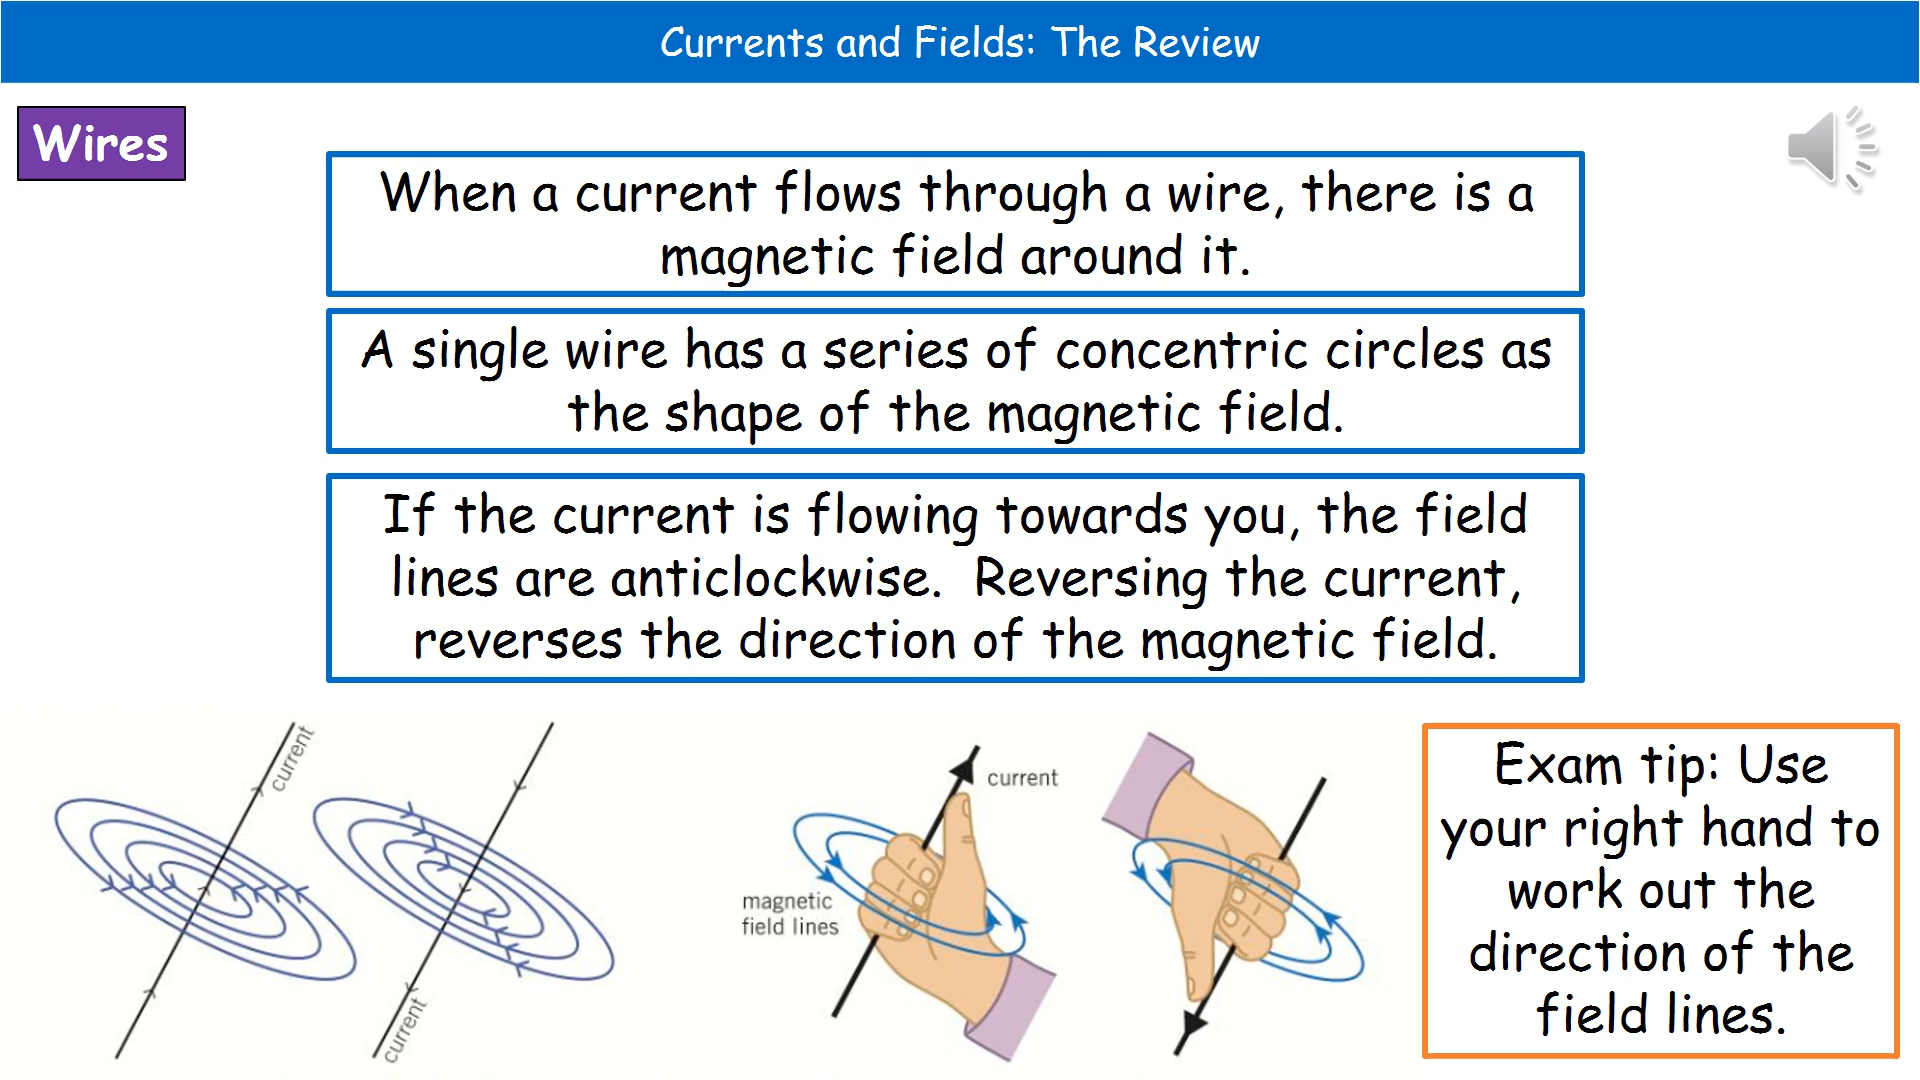 Currents and Fields: The Review
Wires
When a current flows through a wire, there is a
magnetic field around it.
A single wire has a series of concentric circles as
the shape of the magnetic field.
If the current is flowing towards you, the field
lines are anticlockwise.  Reversing the current,
reverses the direction of the magnetic field.
current
current
current
magnetic
field lines
Exam tip: Use
your right hand to
work out the
direction of the
field lines.